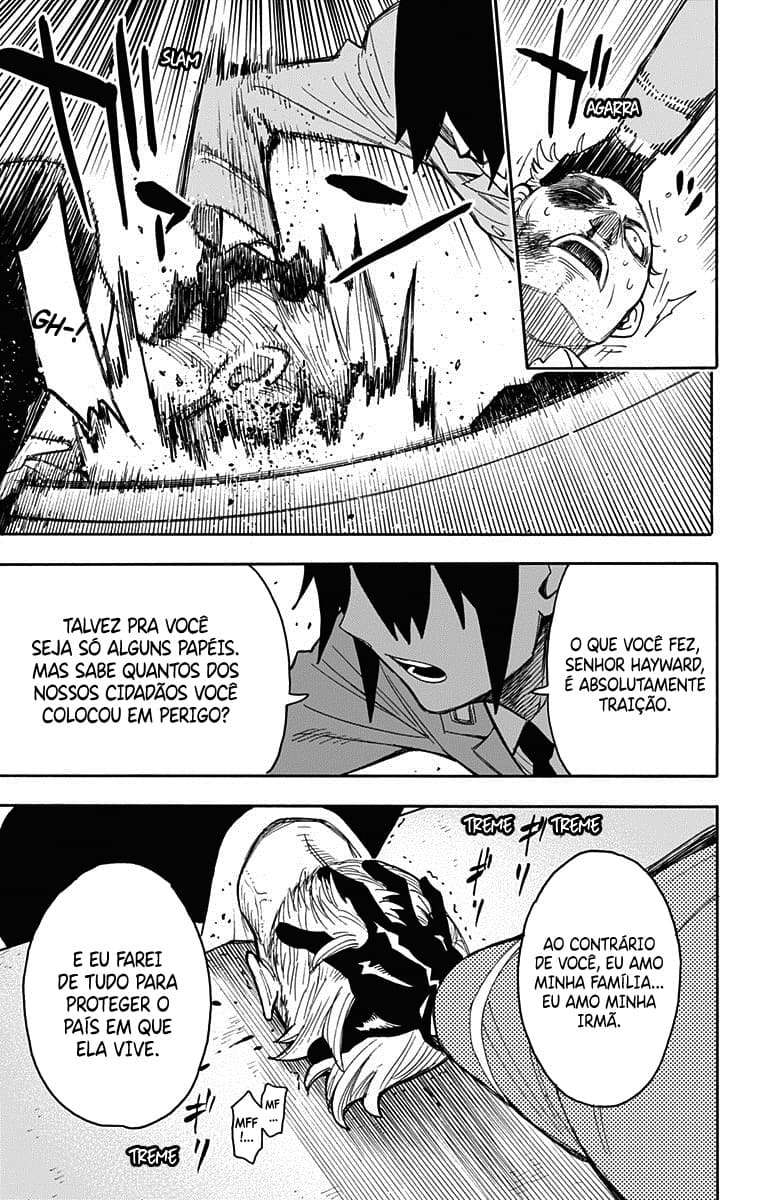 AGARRA
SLAM
GH-!
O QUE VOCÊ FEZ,
SENHOR HAYWARD,
É ABSOLUTAMENTE
TRAIÇÃO.
TALVEZ PRA VOCÊ
SEJA SÓ ALGUNS PAPÉIS.
MAS SABE QUANTOS DOS
NOSSOS CIDADÃOS VOCÊ
COLOCOU EM PERIGO?
TREME
TREME
AO CONTRÁRIO
DE VOCÊ, EU AMO
MINHA FAMÍLIA...
EU AMO MINHA
IRMÃ.
E EU FAREI
DE TUDO PARA
PROTEGER O
PAÍS EM QUE
ELA VIVE.
MF
...
MFF
!...
TREME